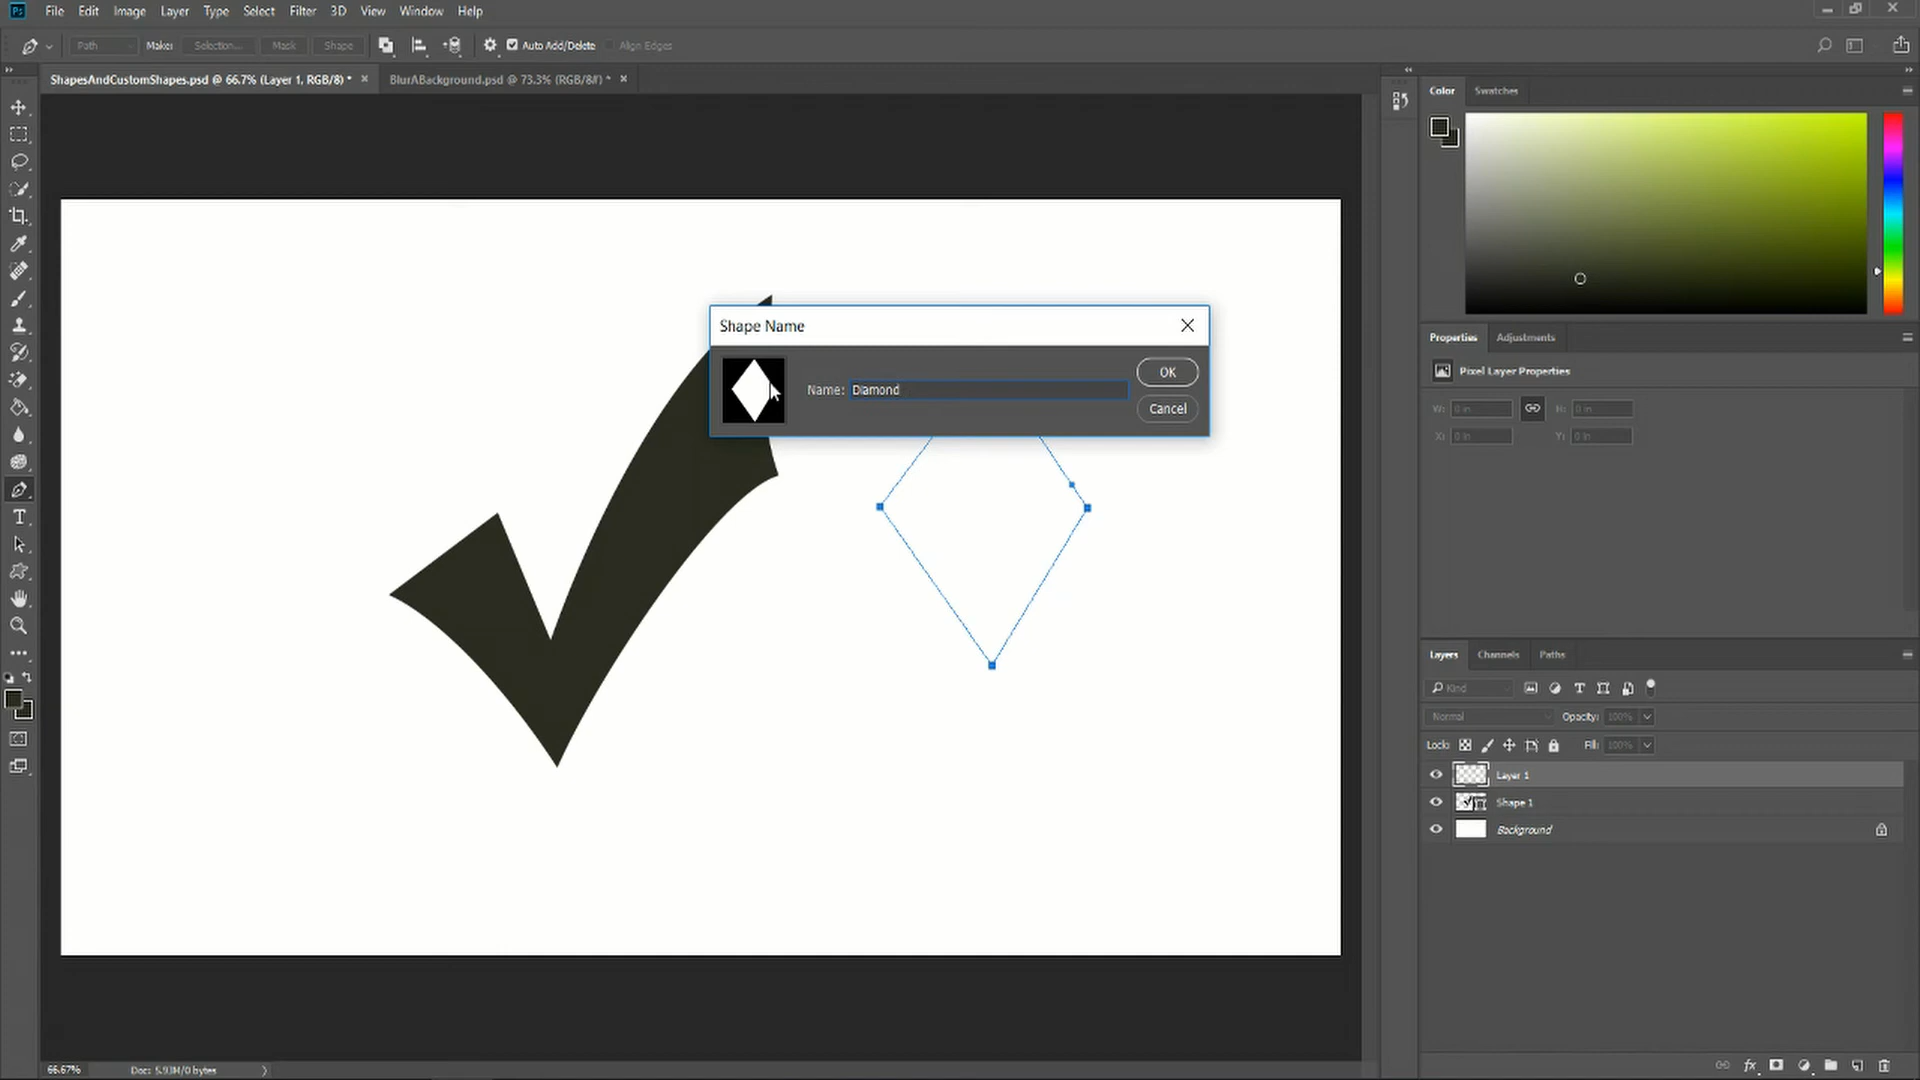 Ps File Edit Image Layer Type Select Filter 3D View Window Help
Path Make: Selection... Mask Shape Auto Add/Delete Align Edges
ShapesAndCustomShapes.psd @ 66.7% (Layer 1, RGB/8) * BlurABackground.psd @ 73.3% (RGB/8#) *
Color Swatches
Shape Name
Name: Diamond
OK
Cancel
Properties Adjustments
Pixel Layer Properties
W: 0 in H: 0 in
X: 0 in Y: 0 in
Layers Channels Paths
Kind
Normal Opacity: 100%
Lock: Fill: 100%
Layer 1
Shape 1
Background
66.67% Doc: 5.93M/0 bytes